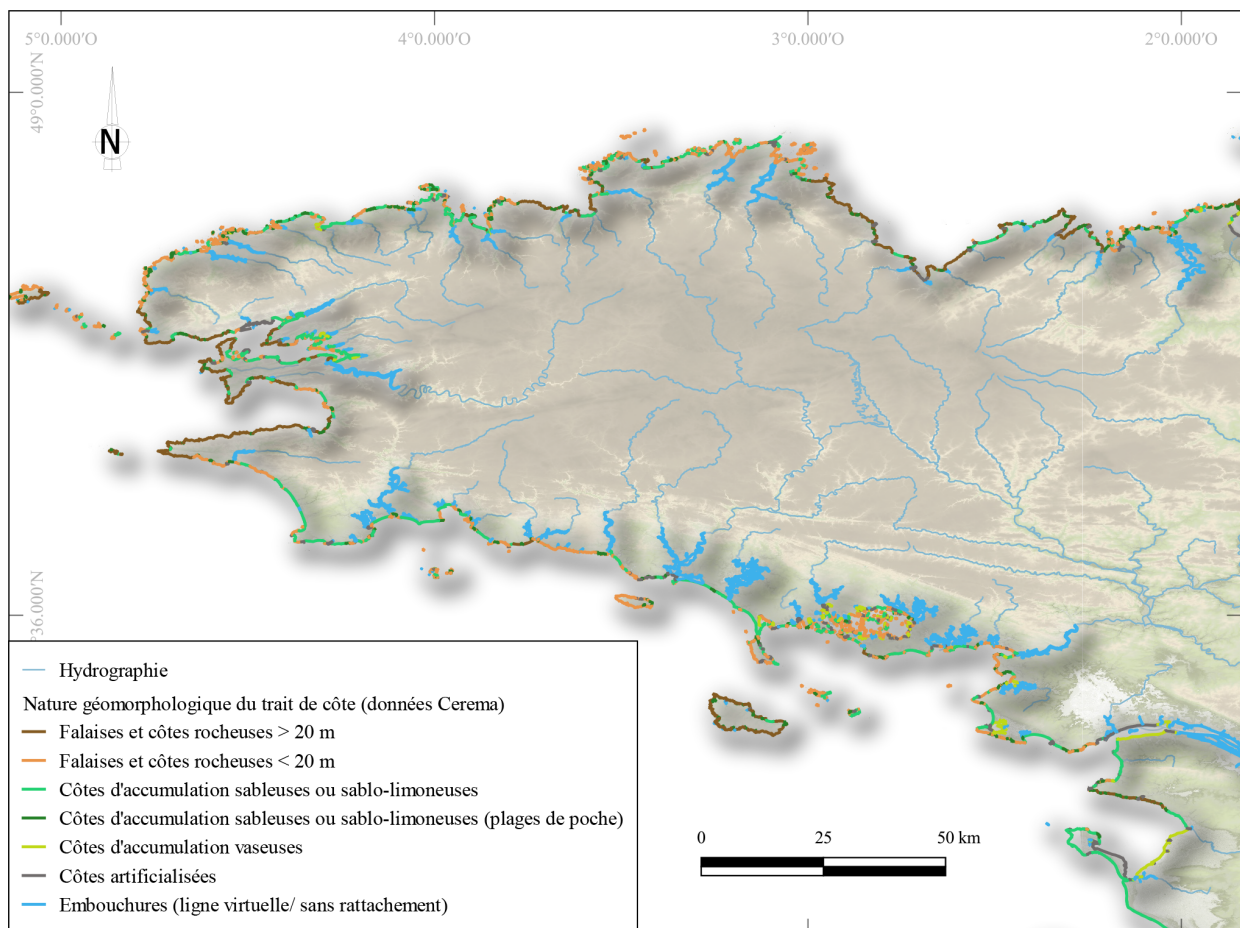 5°0.000′O
4°0.000′O
3°0.000′O
2°0.000′O
49°0.000′N
N
°36.000′N
Hydrographie
Nature géomorphologique du trait de côte (données Cerema)
Falaises et côtes rocheuses > 20 m
Falaises et côtes rocheuses < 20 m
Côtes d'accumulation sableuses ou sablo-limoneuses
Côtes d'accumulation sableuses ou sablo-limoneuses (plages de poche)
Côtes d'accumulation vaseuses
Côtes artificialisées
Embouchures (ligne virtuelle/ sans rattachement)
0
25
50 km